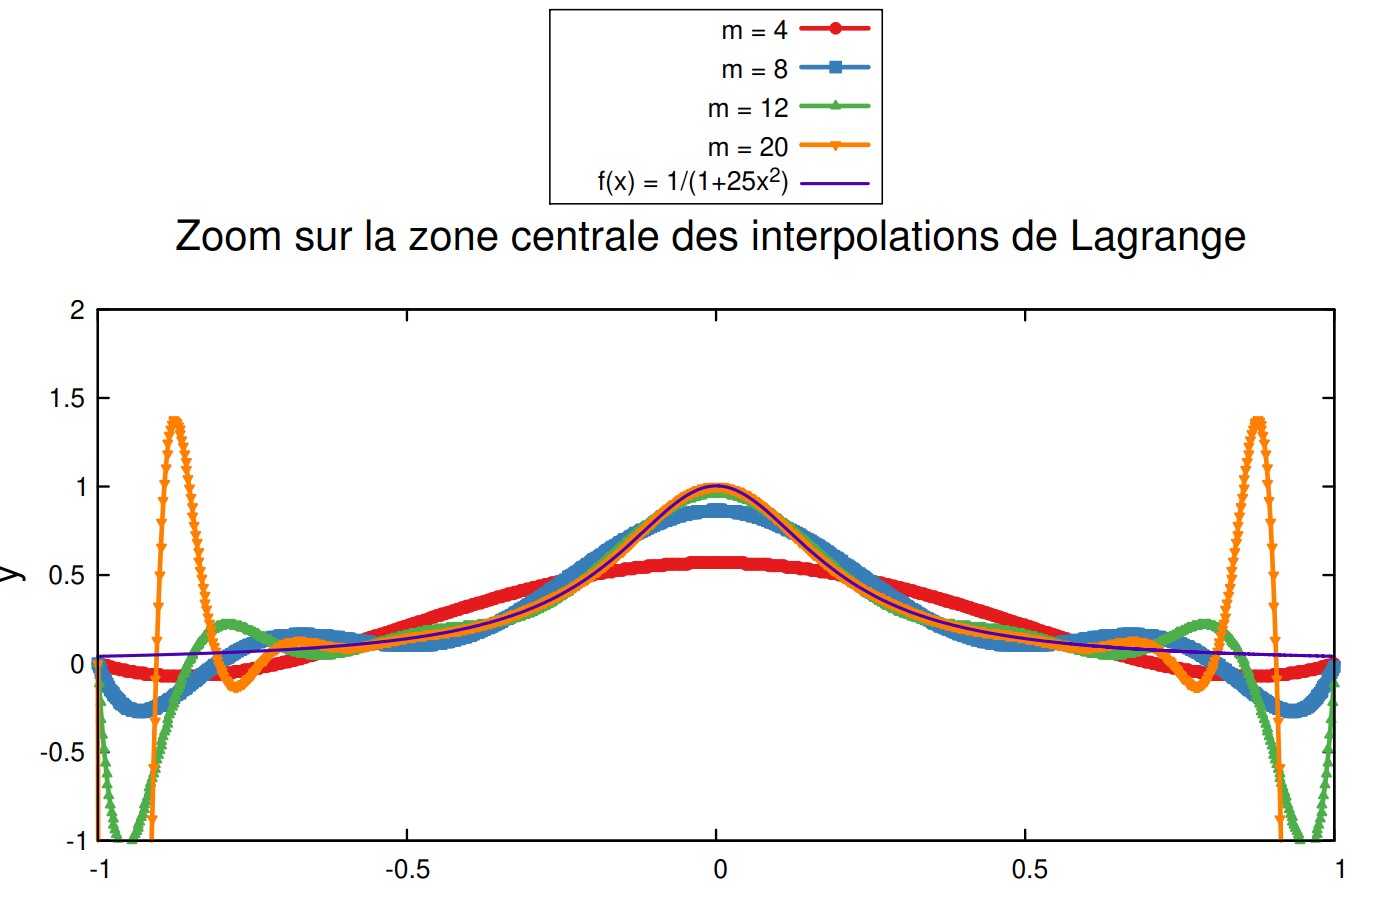 m = 4
m = 8
m = 12
m = 20
f(x) = 1/(1+25x²)
Zoom sur la zone centrale des interpolations de Lagrange
2
1.5
1
0.5
0
-0.5
-1
y
-1
-0.5
0
0.5
1